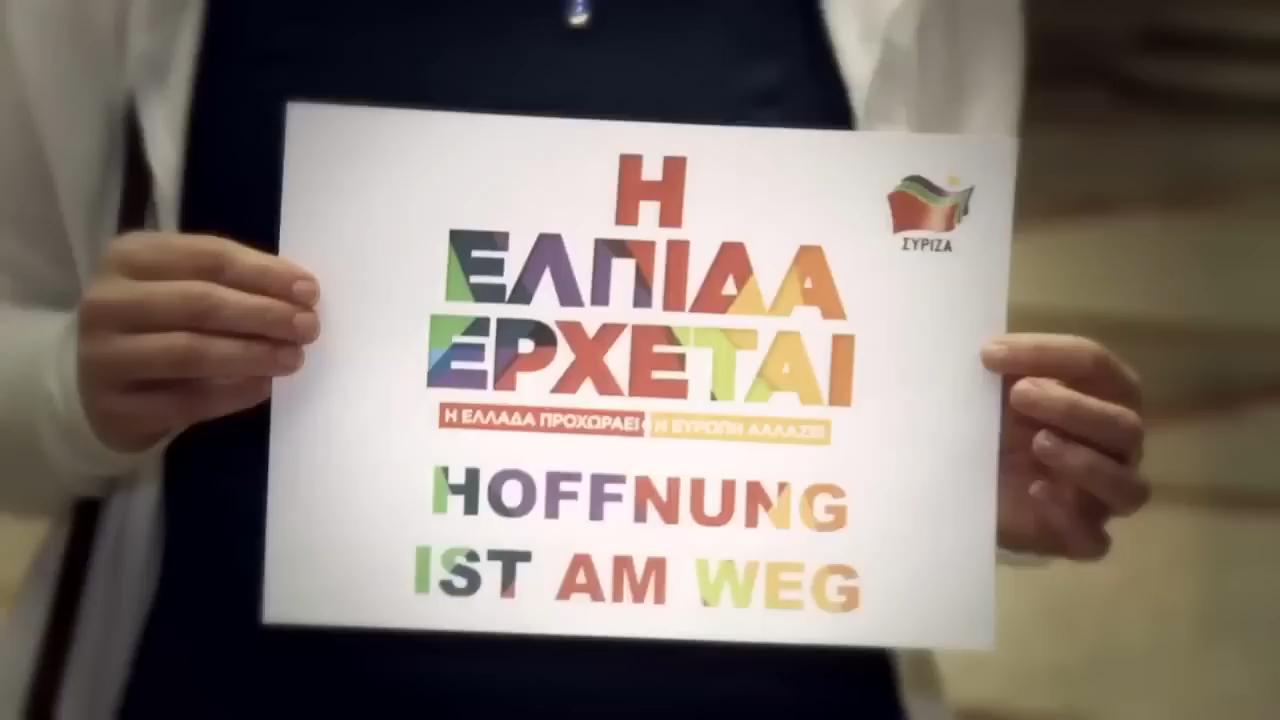 Η
ΕΛΠΙΔΑ
ΕΡΧΕΤΑΙ
ΣΥΡΙΖΑ
Η ΕΛΛΑΔΑ ΠΡΟΧΩΡΑΕΙ Η ΕΥΡΩΠΗ ΑΛΛΑΖΕΙ
HOFFNUNG
IST AM WEG